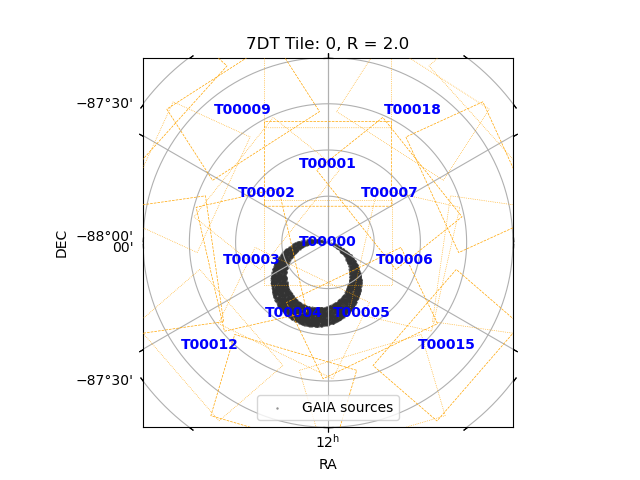 7DT Tile: 0, R = 2.0
−87°30'
T00009
T00018
T00001
T00002
T00007
−88°00'
00'
T00000
DEC
T00003
T00006
T00004
T00005
T00012
T00015
−87°30'
GAIA sources
12h
RA